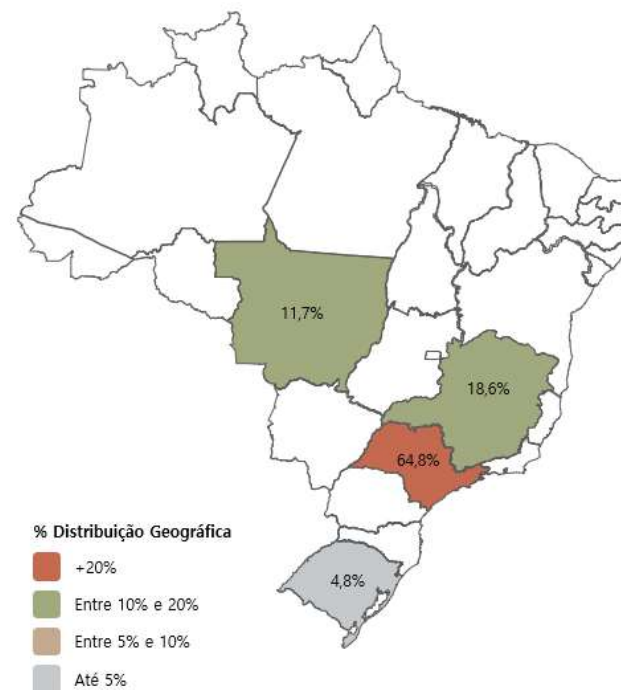 11,7%
18,6%
64,8%
% Distribuição Geográfica
+20%
4,8%
Entre 10% e 20%
Entre 5% e 10%
Até 5%